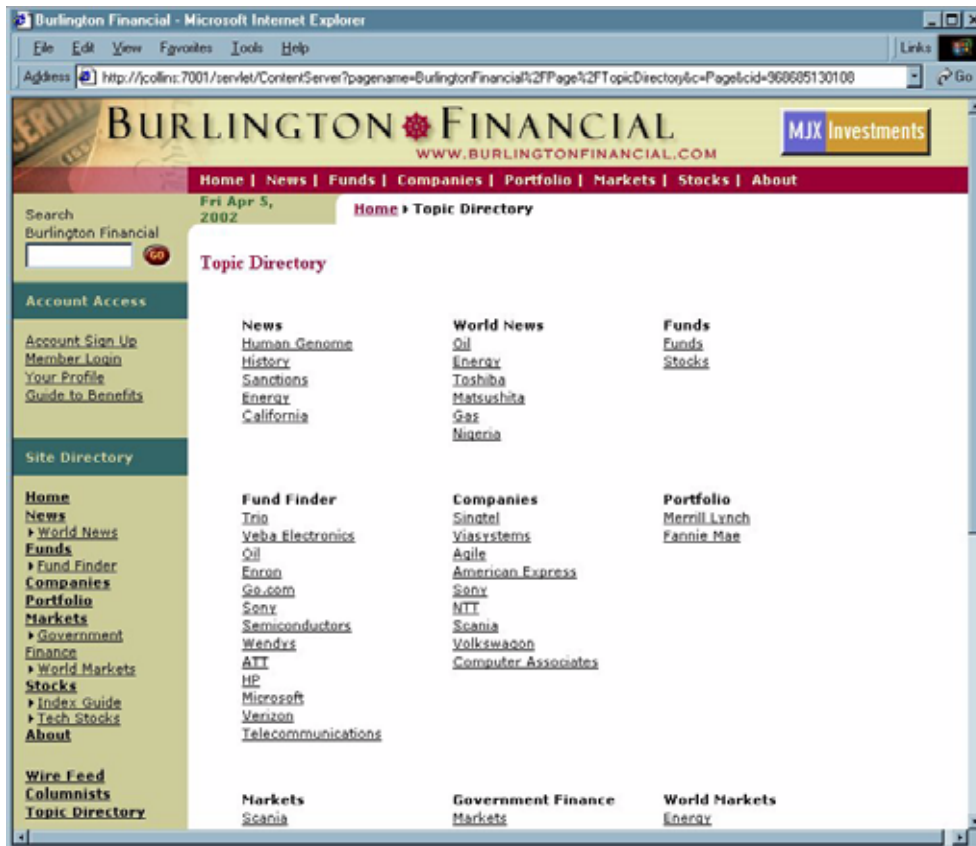 Burlington Financial - Microsoft Internet Explorer
File Edit View Favorites Tools Help
Links
Address http://jcollins:7001/servlet/ContentServer?pagename=BurlingtonFinancial%2FPage%2FTopicDirectory&c=Page&cid=968685130108
Go
BURLINGTON FINANCIAL
WWW.BURLINGTONFINANCIAL.COM
MJX Investments
Home | News | Funds | Companies | Portfolio | Markets | Stocks | About
Fri Apr 5,
2002
Home Topic Directory
Search
Burlington Financial
GO
Account Access
Account Sign Up
Member Login
Your Profile
Guide to Benefits
Site Directory
Home
News
World News
Funds
Fund Finder
Companies
Portfolio
Markets
Government
Finance
World Markets
Stocks
Index Guide
Tech Stocks
About
Wire Feed
Columnists
Topic Directory
Topic Directory
News
Human Genome
History
Sanctions
Energy
California
World News
Oil
Energy
Toshiba
Matsushita
Gas
Nigeria
Funds
Funds
Stocks
Fund Finder
Trio
Veba Electronics
Oil
Enron
Go.com
Sony
Semiconductors
Wendys
ATT
HP
Microsoft
Verizon
Telecommunications
Companies
Singtel
Viasystems
Agile
American Express
Sony
NTT
Scania
Volkswagon
Computer Associates
Portfolio
Merrill Lynch
Fannie Mae
Markets
Scania
Government Finance
Markets
World Markets
Energy